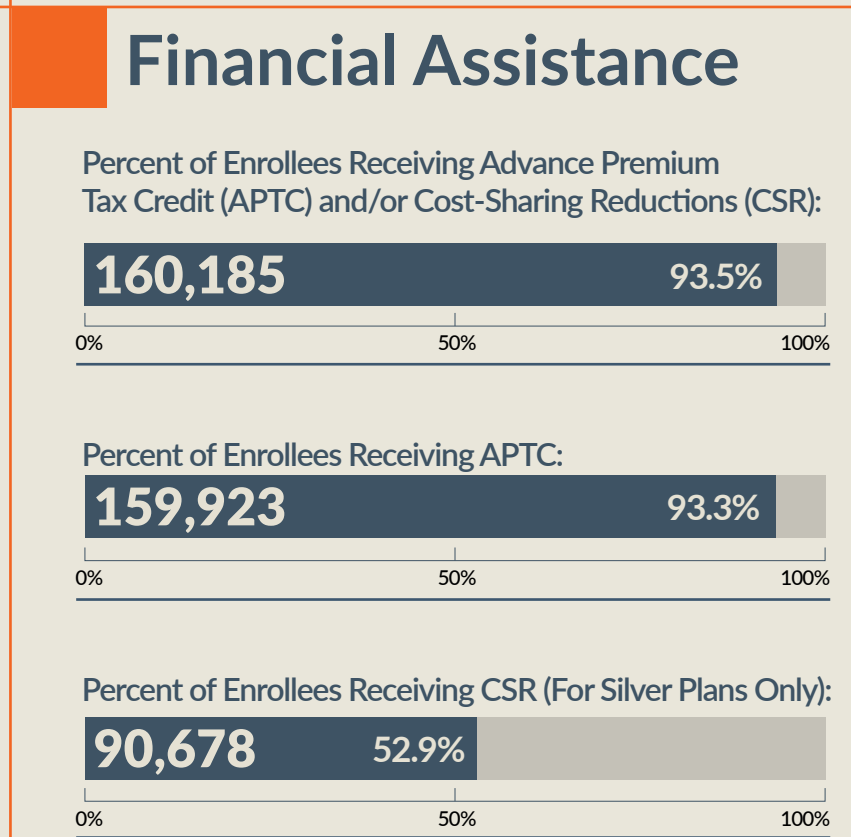 Financial Assistance
Percent of Enrollees Receiving Advance Premium
Tax Credit (APTC) and/or Cost-Sharing Reductions (CSR):
160,185 93.5%
0% 50% 100%
Percent of Enrollees Receiving APTC:
159,923 93.3%
0% 50% 100%
Percent of Enrollees Receiving CSR (For Silver Plans Only):
90,678 52.9%
0% 50% 100%